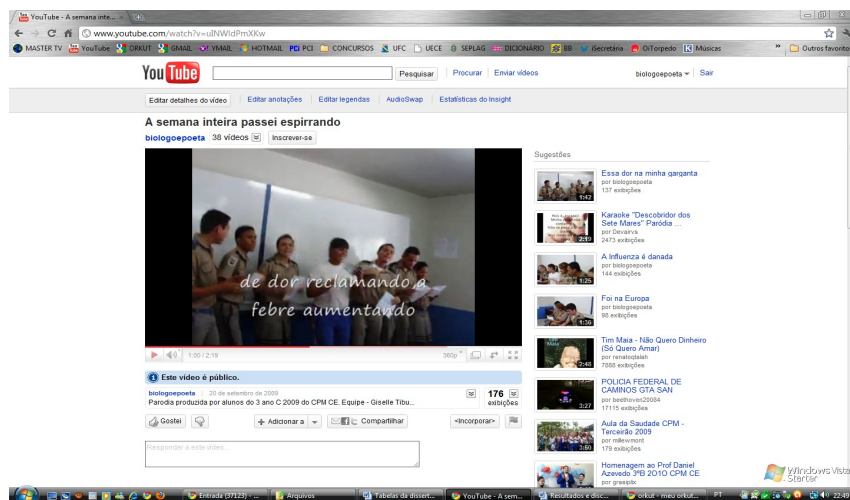 YouTube - A semana inte...
www.youtube.com/watch?v=uINWIdPmXKw
MASTER TV YouTube ORKUT GMAIL YMAIL HOTMAIL PCI PCI CONCURSOS UFC UECE SEPLAG DICIONÁRIO BB iSecretária OiTorpedo Músicas » Outros favorito
YouTube Pesquisar Procurar Enviar vídeos biologoepoeta Sair
Editar detalhes do vídeo Editar anotações Editar legendas AudioSwap Estatísticas do Insight
A semana inteira passei espirrando
biologoepoeta 38 vídeos Inscrever-se
de dor reclamando,a
febre aumentando
1:00 / 2:19 360p
Este vídeo é público.
biologoepoeta 20 de setembro de 2009
Parodia produzida por alunos do 3 ano C 2009 do CPM CE. Equipe - Giselle Tibu...
176
exibições
Gostei Adicionar a Compartilhar <Incorporar>
Responder a este vídeo...
Sugestões
Essa dor na minha garganta
por biologoepoeta
137 exibições
1:42
Karaoke "Descobridor dos
Sete Mares" Paródia ...
por Devairvs
2473 exibições
2:19
A Influenza é danada
por biologoepoeta
144 exibições
1:25
Foi na Europa
por biologoepoeta
98 exibições
1:36
Tim Maia - Não Quero Dinheiro
(Só Quero Amar)
por renatoqtalah
7888 exibições
2:48
POLICIA FEDERAL DE
CAMINOS GTA SAN
por beethoven20084
17115 exibições
3:27
Aula da Saudade CPM -
Terceirão 2009
por millewmont
179 exibições
3:50
Homenagem ao Prof Daniel
Azevedo 3ºB 2010 CPM CE
por grasiplix
Windows Vista
Starter
Entrada (37123) - ... Arquivos Tabelas da dissert... YouTube - A sem... Resultados e disc... orkut - meu orkut... PT 22:49